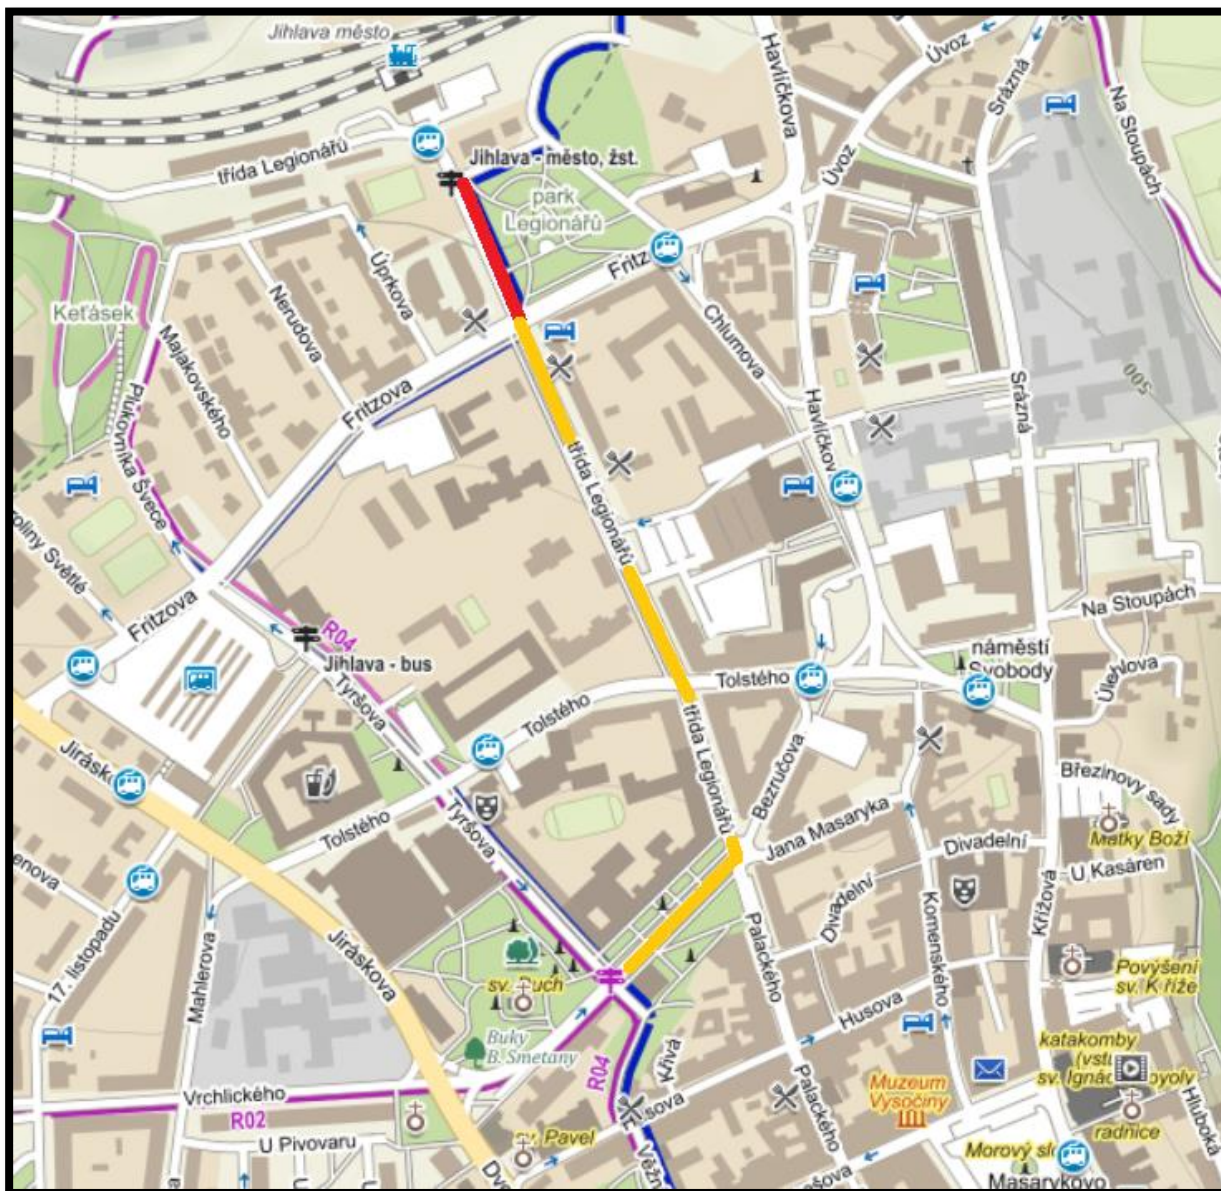 Jihlava město
Havlíčkova
Úvoz
Srázná
Na Stoupách
třída Legionářů
Jihlava - město, žst.
Úvoz
park
Legionářů
Úprkova
Nerudova
Keťásek
Majakovského
Chlumova
Plukovníka Švece
Fritzova
500
Srázná
třída Legionářů
Fritzova
Na Stoupách
R04
Jihlava - bus
náměstí
Svobody
Úlehlova
Tolstého
Tyršova
Tolstého
třída Legionářů
Bezručova
Březinovy sady
Matky Boží
Jana Masaryka
Divadelní
U Kasáren
Tolstého
Tyršova
Divadelní
Komenského
Křížová
17. listopadu
Mahlerova
Jiráskova
Palackého
Povýšení
sv. Kříže
Husova
Buky
B. Smetany
Křivá
R04
katakomby
Vrchlického
R02
Muzeum
Vysočiny
Palackého
Hluboká
radnice
U Pivovaru
sv. Pavel
Masarykovo